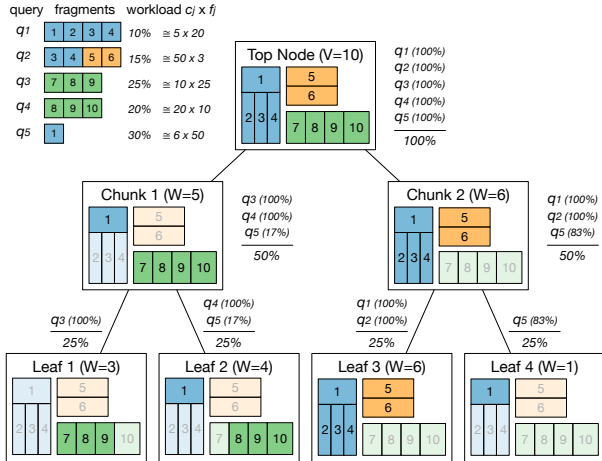 query fragments workload cj x fj
q1 1 2 3 4 10% ≅ 5 x 20
q2 3 4 5 6 15% ≅ 50 x 3
q3 7 8 9 25% ≅ 10 x 25
q4 8 9 10 20% ≅ 20 x 10
q5 1 30% ≅ 6 x 50
Top Node (V=10)
1 5
6
2 3 4 7 8 9 10
q1 (100%)
q2 (100%)
q3 (100%)
q4 (100%)
q5 (100%)
100%
Chunk 1 (W=5)
1 5
6
2 3 4 7 8 9 10
q3 (100%)
q4 (100%)
q5 (17%)
50%
Chunk 2 (W=6)
1 5
6
2 3 4 7 8 9 10
q1 (100%)
q2 (100%)
q5 (83%)
50%
q3 (100%)
25%
q4 (100%)
q5 (17%)
25%
q1 (100%)
q2 (100%)
25%
q5 (83%)
25%
Leaf 1 (W=3)
1 5
6
2 3 4 7 8 9 10
Leaf 2 (W=4)
1 5
6
2 3 4 7 8 9 10
Leaf 3 (W=6)
1 5
6
2 3 4 7 8 9 10
Leaf 4 (W=1)
1 5
6
2 3 4 7 8 9 10